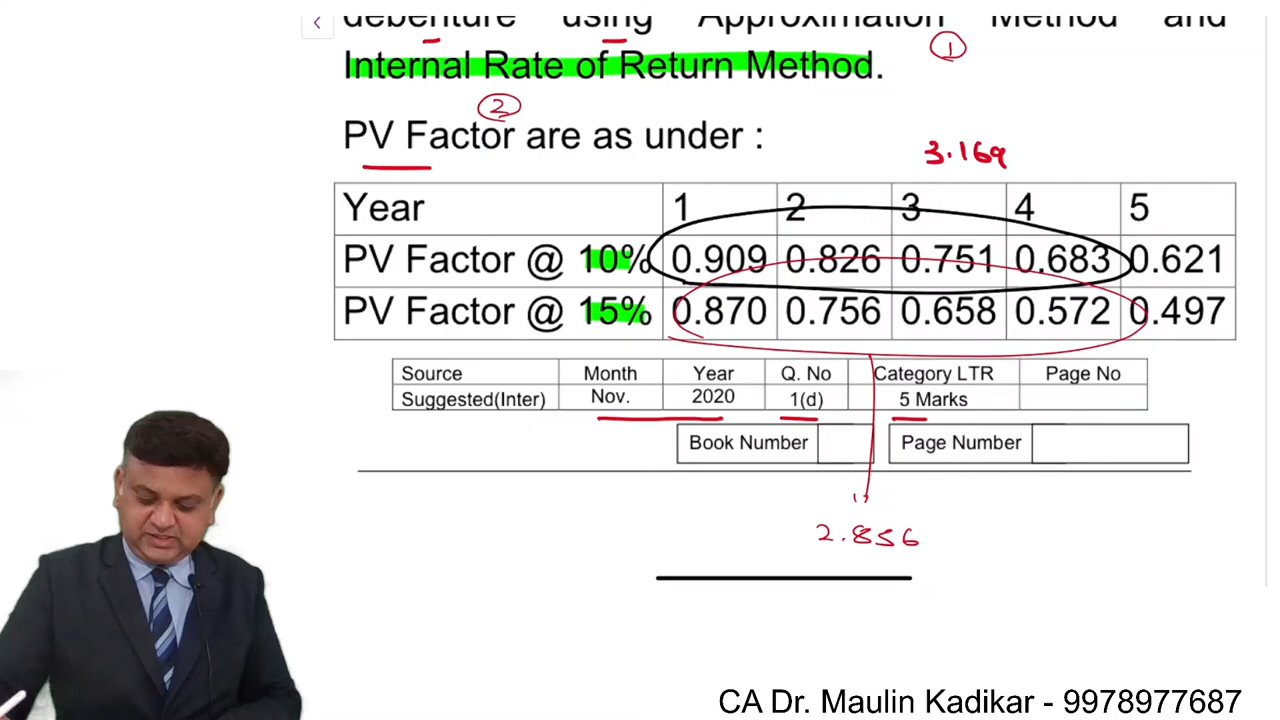 debenture using Approximation Method and
1
Internal Rate of Return Method.
2
PV Factor are as under :
3.169
Year 1 2 3 4 5
PV Factor @ 10% 0.909 0.826 0.751 0.683 0.621
PV Factor @ 15% 0.870 0.756 0.658 0.572 0.497
Source Month Year Q. No Category LTR Page No
Suggested(Inter) Nov. 2020 1(d) 5 Marks
Book Number Page Number
2.856
CA Dr. Maulin Kadikar - 9978977687